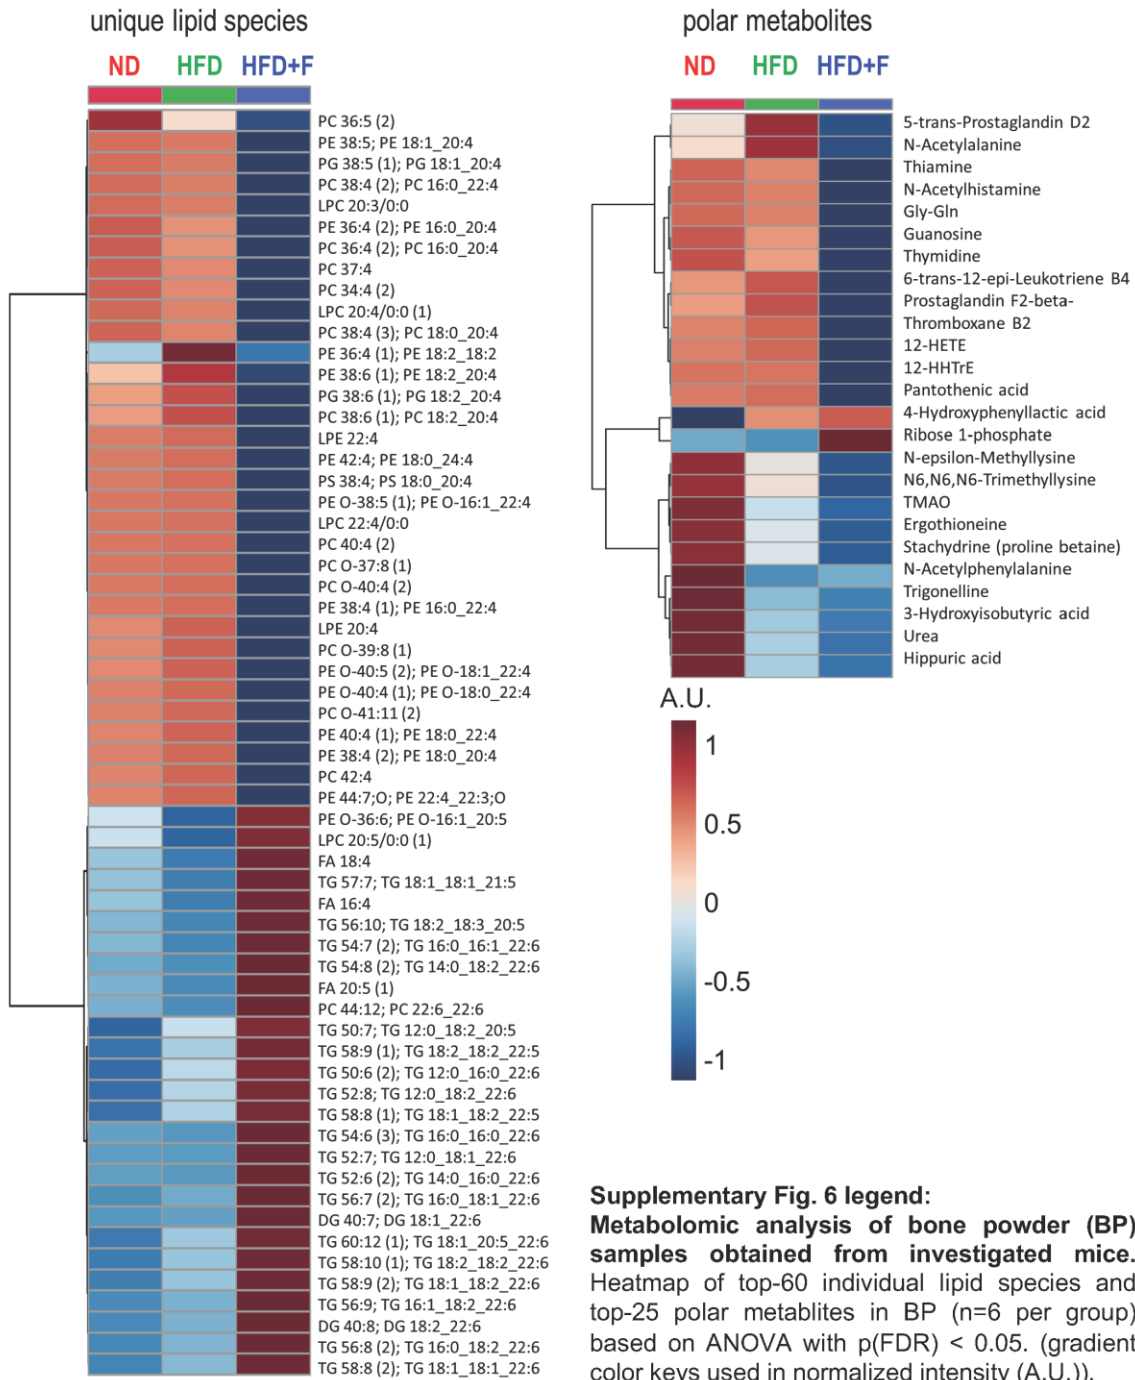 unique lipid species
ND HFD HFD+F
PC 36:5 (2)
PE 38:5; PE 18:1_20:4
PG 38:5 (1); PG 18:1_20:4
PC 38:4 (2); PC 16:0_22:4
LPC 20:3/0:0
PE 36:4 (2); PE 16:0_20:4
PC 36:4 (2); PC 16:0_20:4
PC 37:4
PC 34:4 (2)
LPC 20:4/0:0 (1)
PC 38:4 (3); PC 18:0_20:4
PE 36:4 (1); PE 18:2_18:2
PE 38:6 (1); PE 18:2_20:4
PG 38:6 (1); PG 18:2_20:4
PC 38:6 (1); PC 18:2_20:4
LPE 22:4
PE 42:4; PE 18:0_24:4
PS 38:4; PS 18:0_20:4
PE O-38:5 (1); PE O-16:1_22:4
LPC 22:4/0:0
PC 40:4 (2)
PC O-37:8 (1)
PC O-40:4 (2)
PE 38:4 (1); PE 16:0_22:4
LPE 20:4
PC O-39:8 (1)
PE O-40:5 (2); PE O-18:1_22:4
PE O-40:4 (1); PE O-18:0_22:4
PC O-41:11 (2)
PE 40:4 (1); PE 18:0_22:4
PE 38:4 (2); PE 18:0_20:4
PC 42:4
PE 44:7;O; PE 22:4_22:3;O
PE O-36:6; PE O-16:1_20:5
LPC 20:5/0:0 (1)
FA 18:4
TG 57:7; TG 18:1_18:1_21:5
FA 16:4
TG 56:10; TG 18:2_18:3_20:5
TG 54:7 (2); TG 16:0_16:1_22:6
TG 54:8 (2); TG 14:0_18:2_22:6
FA 20:5 (1)
PC 44:12; PC 22:6_22:6
TG 50:7; TG 12:0_18:2_20:5
TG 58:9 (1); TG 18:2_18:2_22:5
TG 50:6 (2); TG 12:0_16:0_22:6
TG 52:8; TG 12:0_18:2_22:6
TG 58:8 (1); TG 18:1_18:2_22:5
TG 54:6 (3); TG 16:0_16:0_22:6
TG 52:7; TG 12:0_18:1_22:6
TG 52:6 (2); TG 14:0_16:0_22:6
TG 56:7 (2); TG 16:0_18:1_22:6
DG 40:7; DG 18:1_22:6
TG 60:12 (1); TG 18:1_20:5_22:6
TG 58:10 (1); TG 18:2_18:2_22:6
TG 58:9 (2); TG 18:1_18:2_22:6
TG 56:9; TG 16:1_18:2_22:6
DG 40:8; DG 18:2_22:6
TG 56:8 (2); TG 16:0_18:2_22:6
TG 58:8 (2); TG 18:1_18:1_22:6
polar metabolites
ND HFD HFD+F
5-trans-Prostaglandin D2
N-Acetylalanine
Thiamine
N-Acetylhistamine
Gly-Gln
Guanosine
Thymidine
6-trans-12-epi-Leukotriene B4
Prostaglandin F2-beta-
Thromboxane B2
12-HETE
12-HHTrE
Pantothenic acid
4-Hydroxyphenyllactic acid
Ribose 1-phosphate
N-epsilon-Methyllysine
N6,N6,N6-Trimethyllysine
TMAO
Ergothioneine
Stachydrine (proline betaine)
N-Acetylphenylalanine
Trigonelline
3-Hydroxyisobutyric acid
Urea
Hippuric acid
A.U.
1
0.5
0
-0.5
-1
Supplementary Fig. 6 legend:
Metabolomic analysis of bone powder (BP)
samples obtained from investigated mice.
Heatmap of top-60 individual lipid species and
top-25 polar metablites in BP (n=6 per group)
based on ANOVA with p(FDR) < 0.05. (gradient
color keys used in normalized intensity (A.U.)).